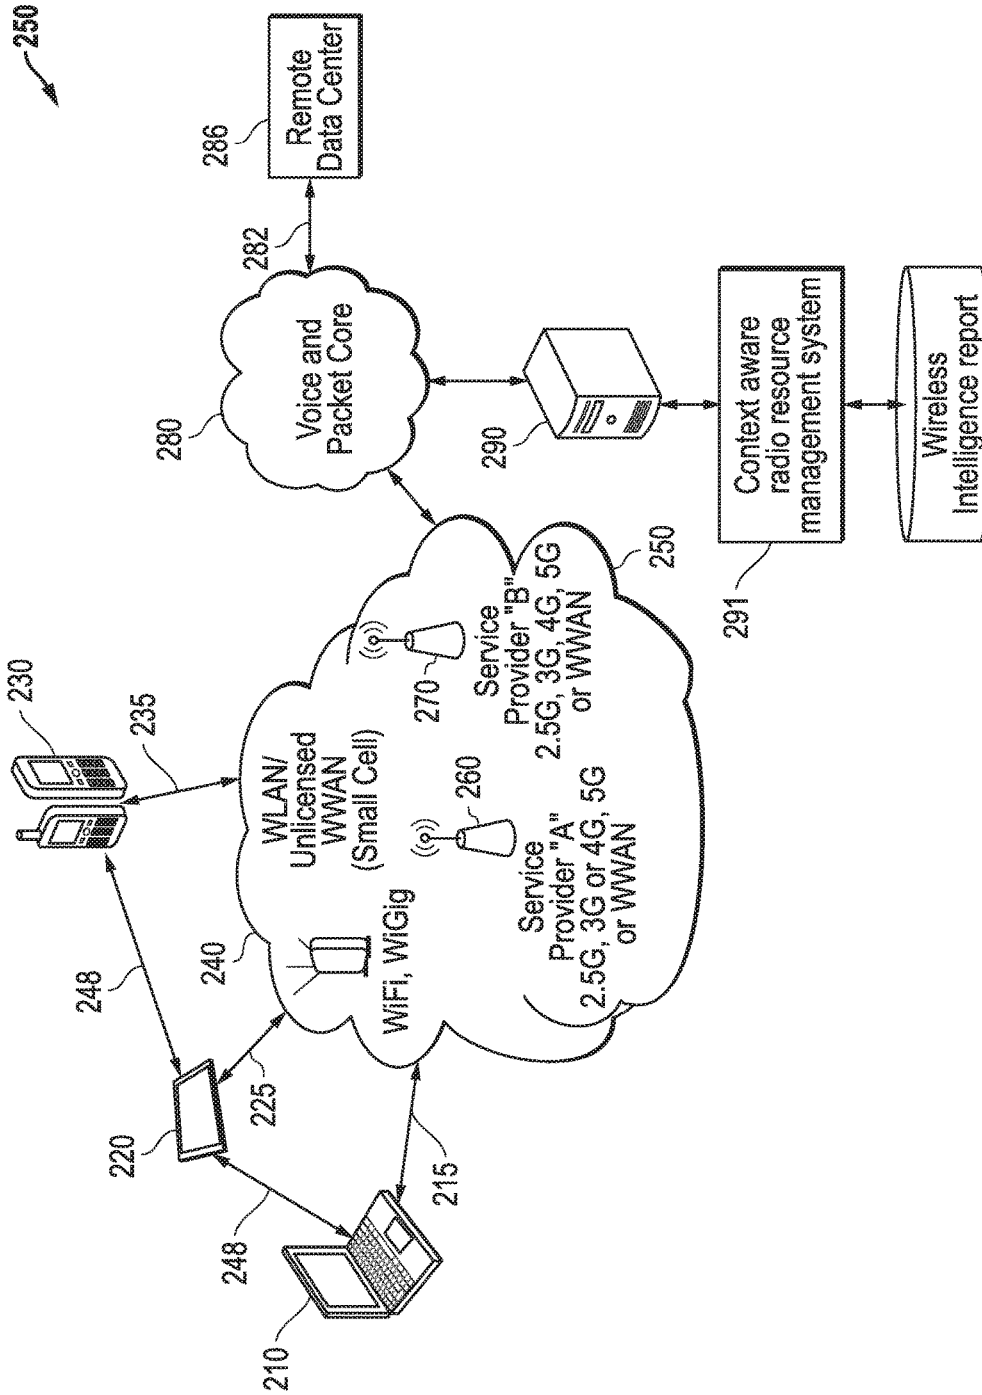 250
230
235
248
220
225
240
WLAN/
Unlicensed
WWAN
(Small Cell)
WiFi, WiGig
248
210
215
260
270
Service
Provider "A"
2.5G, 3G or 4G, 5G
or WWAN
Service
Provider "B"
2.5G, 3G, 4G, 5G
or WWAN
250
280
Voice and
Packet Core
282
286
Remote
Data Center
290
291
Context aware
radio resource
management system
Wireless
Intelligence report